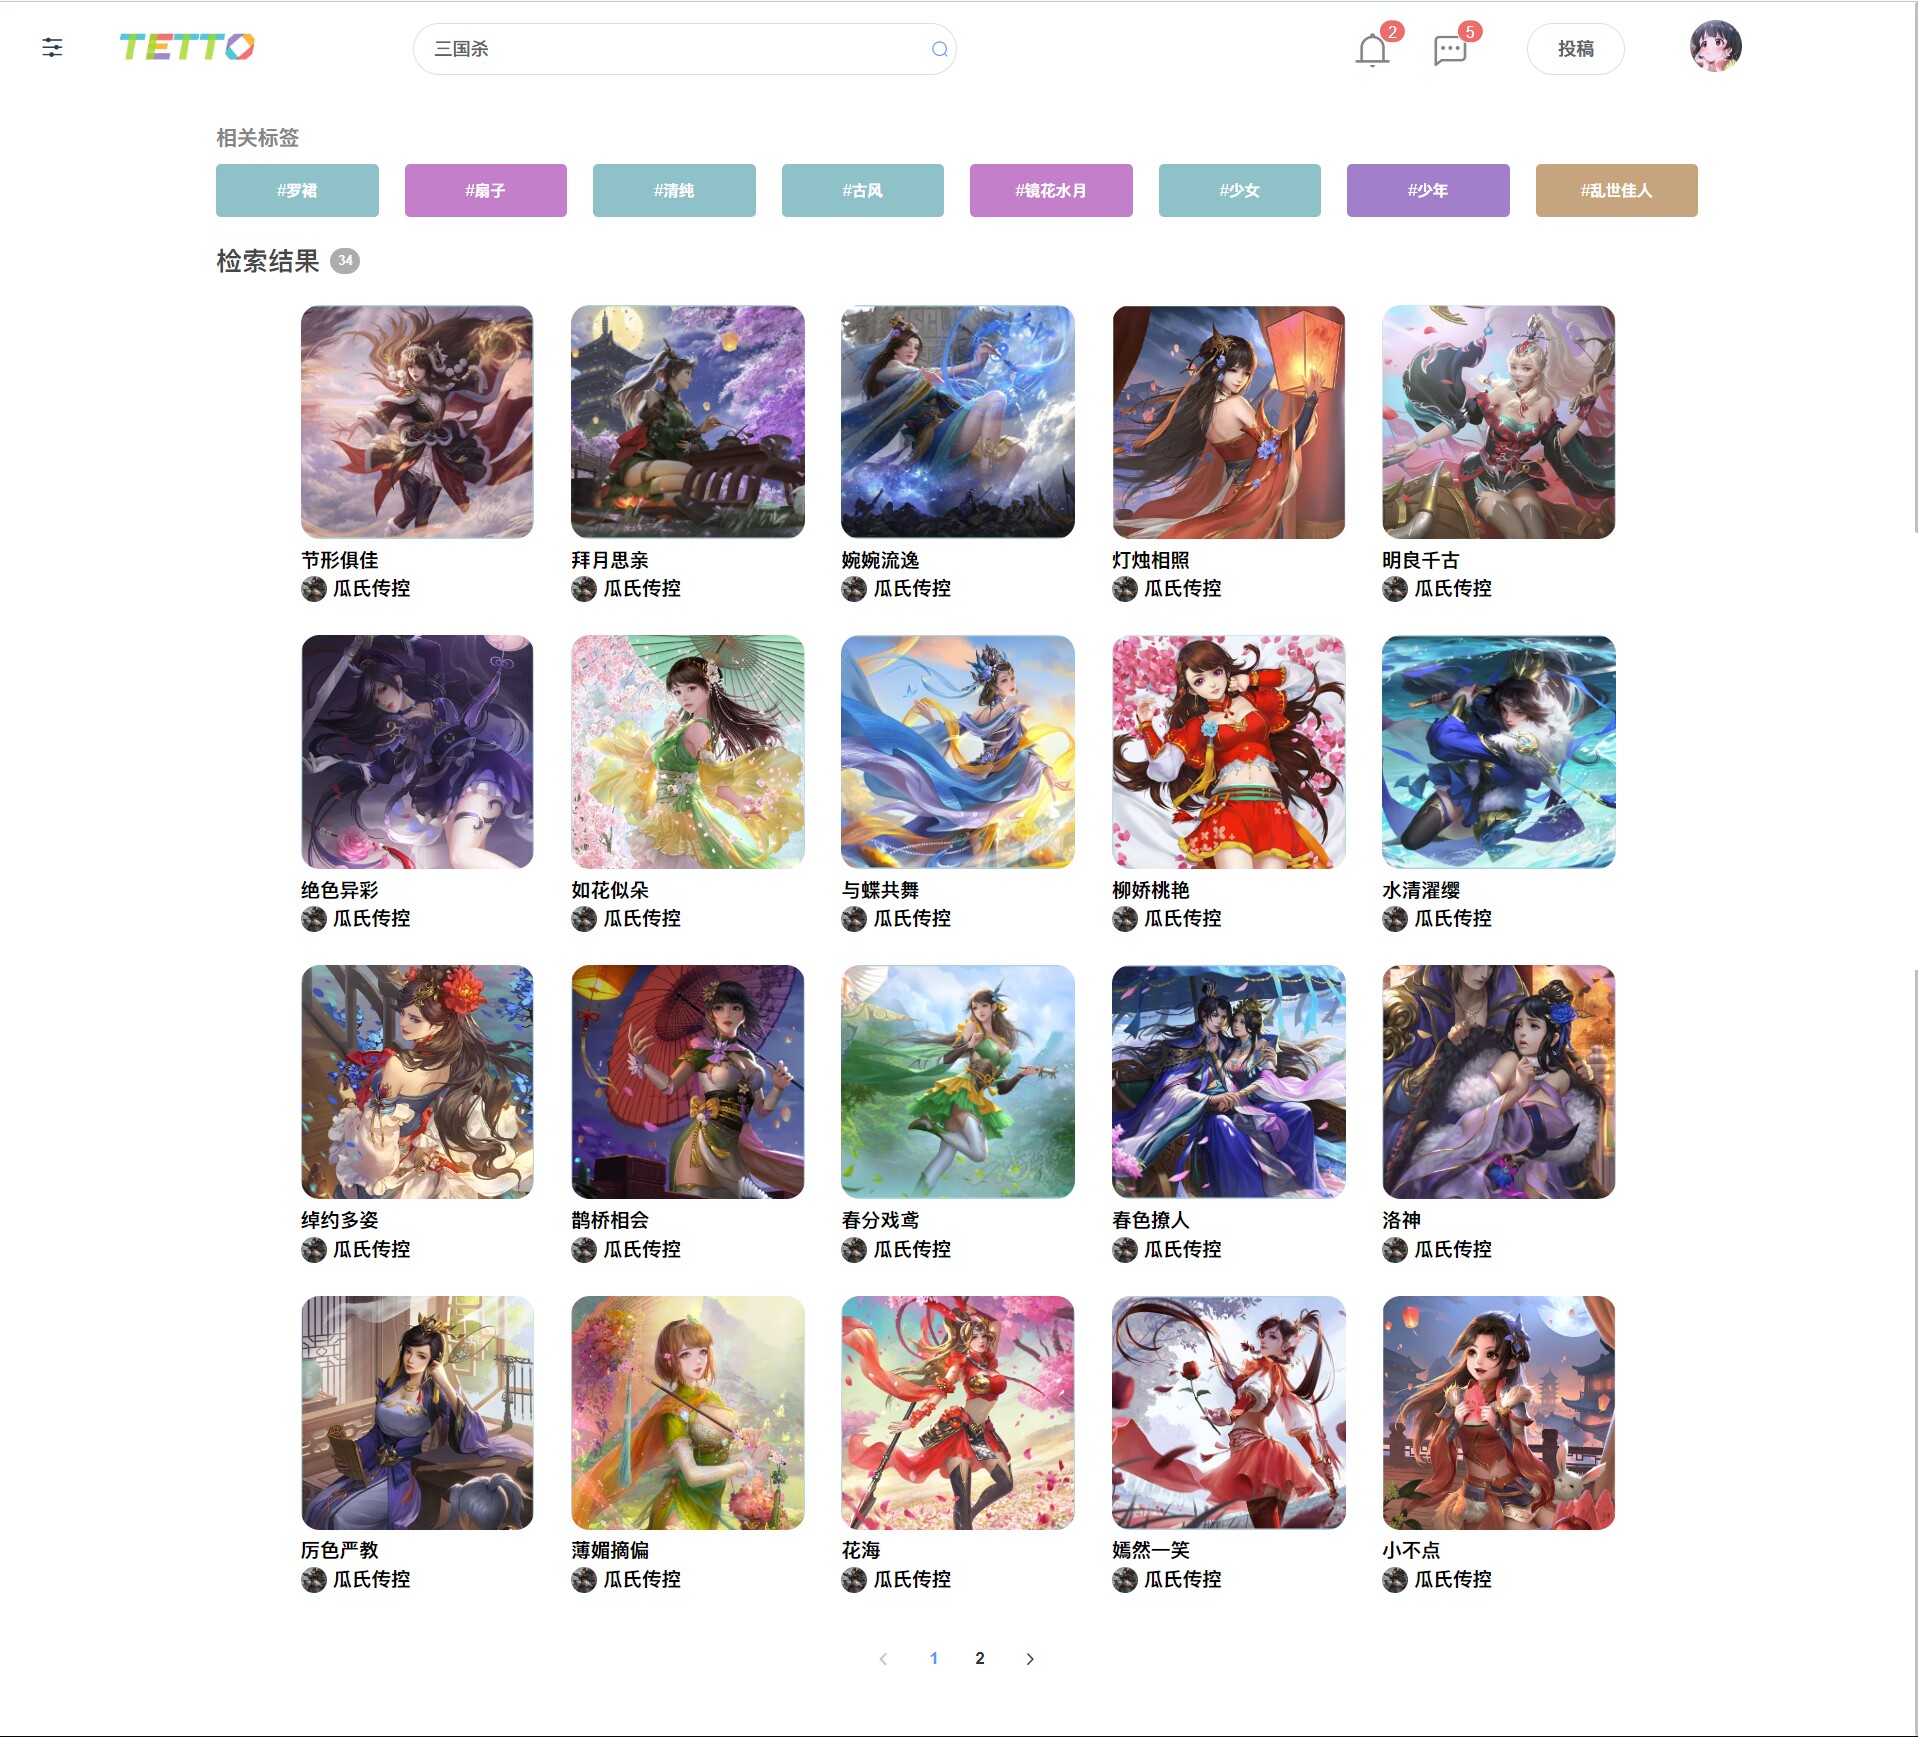 TETTO
三国杀
2
5
投稿
相关标签
#罗裙
#扇子
#清纯
#古风
#镜花水月
#少女
#少年
#乱世佳人
检索结果 34
节形俱佳
瓜氏传控
拜月思亲
瓜氏传控
婉婉流逸
瓜氏传控
灯烛相照
瓜氏传控
明良千古
瓜氏传控
绝色异彩
瓜氏传控
如花似朵
瓜氏传控
与蝶共舞
瓜氏传控
柳娇桃艳
瓜氏传控
水清濯缨
瓜氏传控
绰约多姿
瓜氏传控
鹊桥相会
瓜氏传控
春分戏鸢
瓜氏传控
春色撩人
瓜氏传控
洛神
瓜氏传控
厉色严教
瓜氏传控
薄媚摘偏
瓜氏传控
花海
瓜氏传控
嫣然一笑
瓜氏传控
小不点
瓜氏传控
1 2